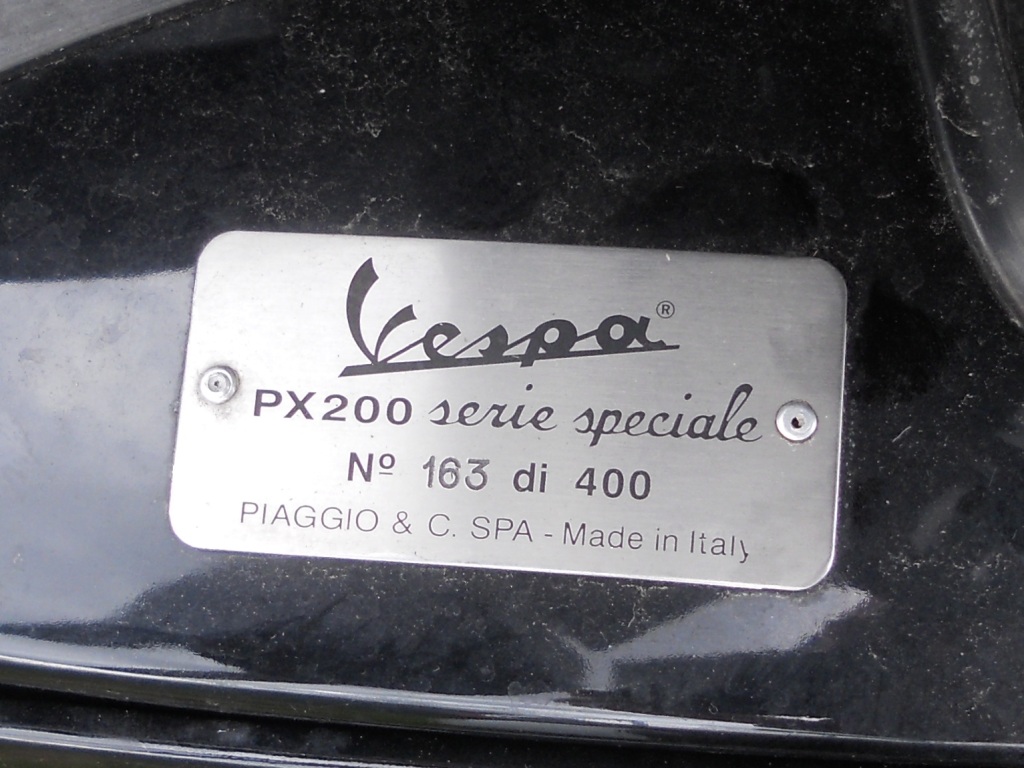 Vespa®
PX200 serie speciale
Nº 163 di 400
PIAGGIO & C. SPA - Made in Italy